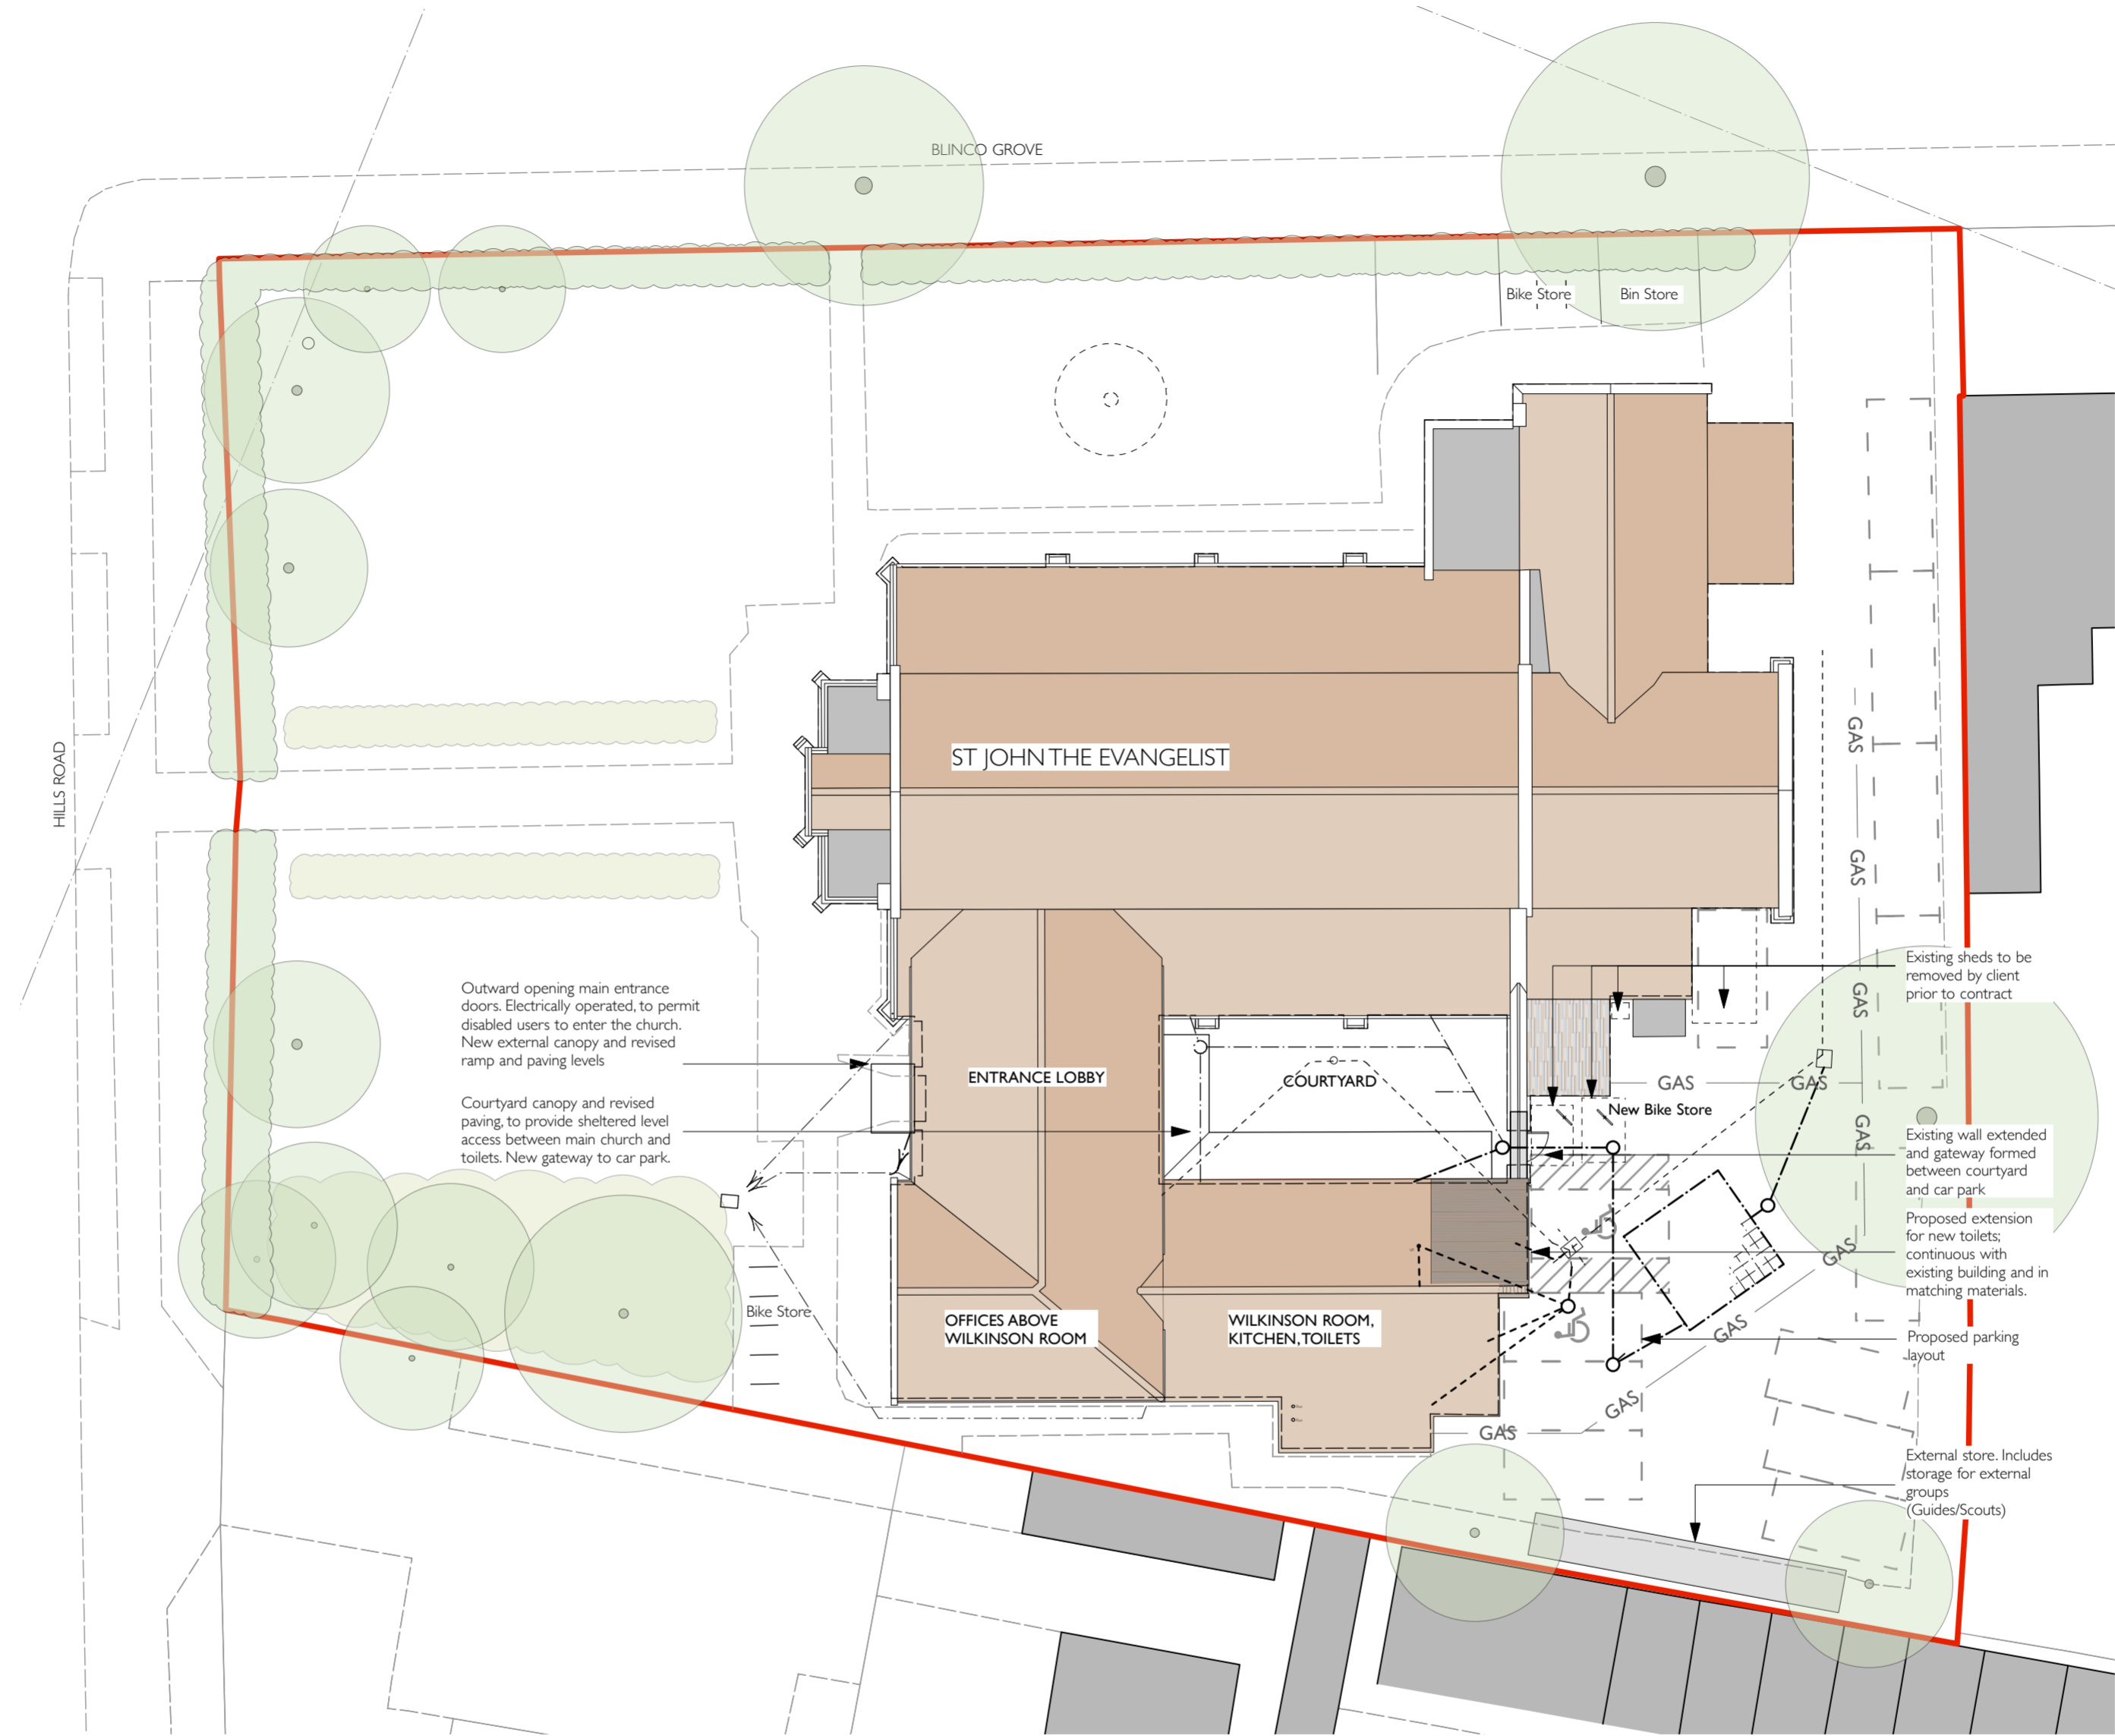 BLINCO GROVE
Bike Store
Bin Store
HILLS ROAD
ST JOHN THE EVANGELIST
GAS
GAS
GAS
GAS
GAS
GAS
GAS
GAS
GAS
GAS
Outward opening main entrance
doors. Electrically operated, to permit
disabled users to enter the church.
New external canopy and revised
ramp and paving levels
Courtyard canopy and revised
paving, to provide sheltered level
access between main church and
toilets. New gateway to car park.
ENTRANCE LOBBY
COURTYARD
New Bike Store
Bike Store
OFFICES ABOVE
WILKINSON ROOM
WILKINSON ROOM,
KITCHEN, TOILETS
Existing sheds to be
removed by client
prior to contract
Existing wall extended
and gateway formed
between courtyard
and car park
Proposed extension
for new toilets;
continuous with
existing building and in
matching materials.
Proposed parking
layout
External store. Includes
storage for external
groups
(Guides/Scouts)